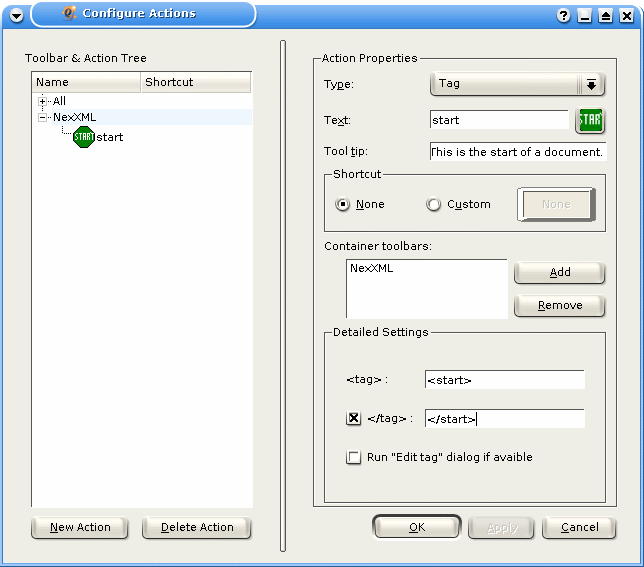 Configure Actions
Toolbar & Action Tree
Name Shortcut
All
NexXML
START start
New Action Delete Action
Action Properties
Type: Tag
Text: start START
Tool tip: This is the start of a document.
Shortcut
None Custom None
Container toolbars:
NexXML
Add
Remove
Detailed Settings
<tag> : <start>
</tag> : </start>
Run "Edit tag" dialog if avaible
OK Apply Cancel